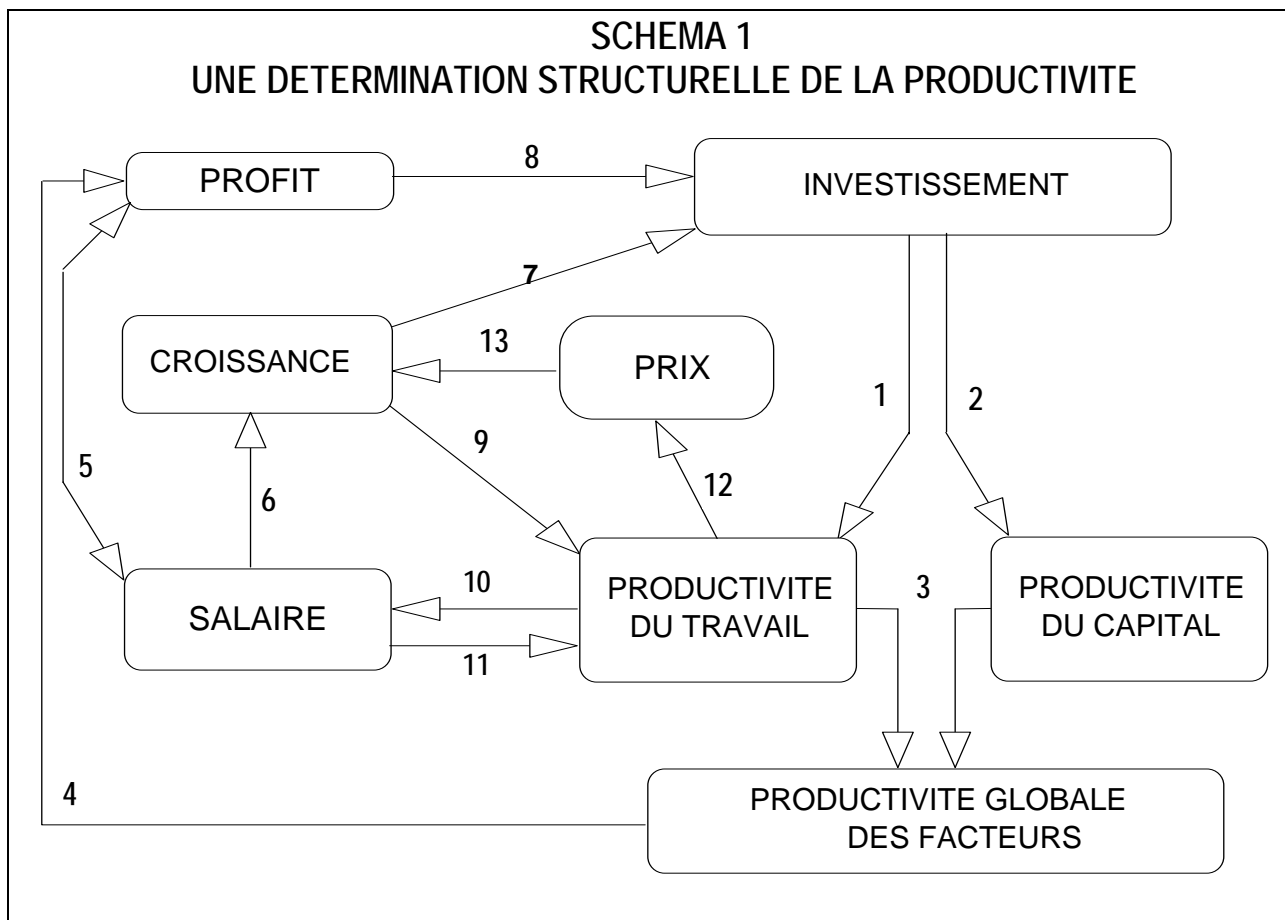 SCHEMA 1
UNE DETERMINATION STRUCTURELLE DE LA PRODUCTIVITE
8
PROFIT
INVESTISSEMENT
7
13
CROISSANCE
PRIX
1
2
9
5
6
12
10
PRODUCTIVITE
DU TRAVAIL
3
PRODUCTIVITE
DU CAPITAL
SALAIRE
11
4
PRODUCTIVITE GLOBALE
DES FACTEURS